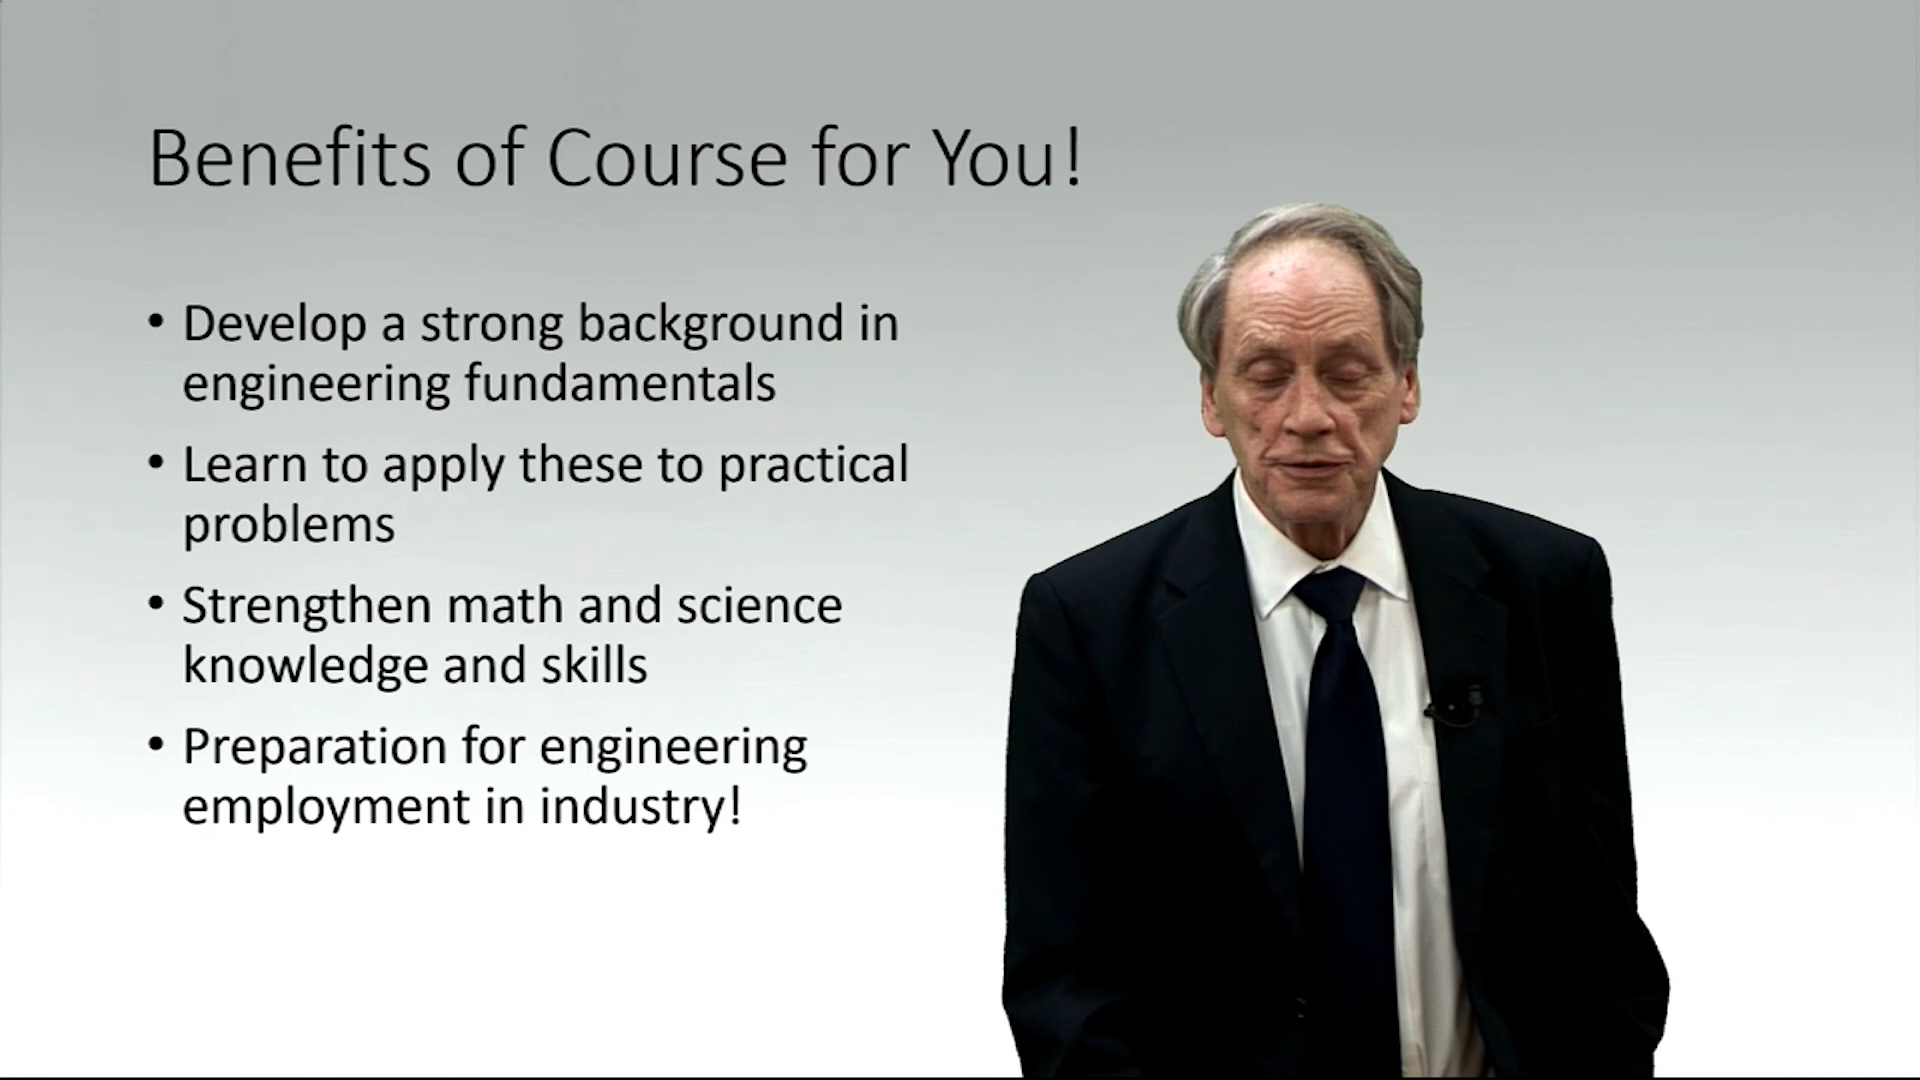 Benefits of Course for You!
• Develop a strong background in
engineering fundamentals
• Learn to apply these to practical
problems
• Strengthen math and science
knowledge and skills
• Preparation for engineering
employment in industry!